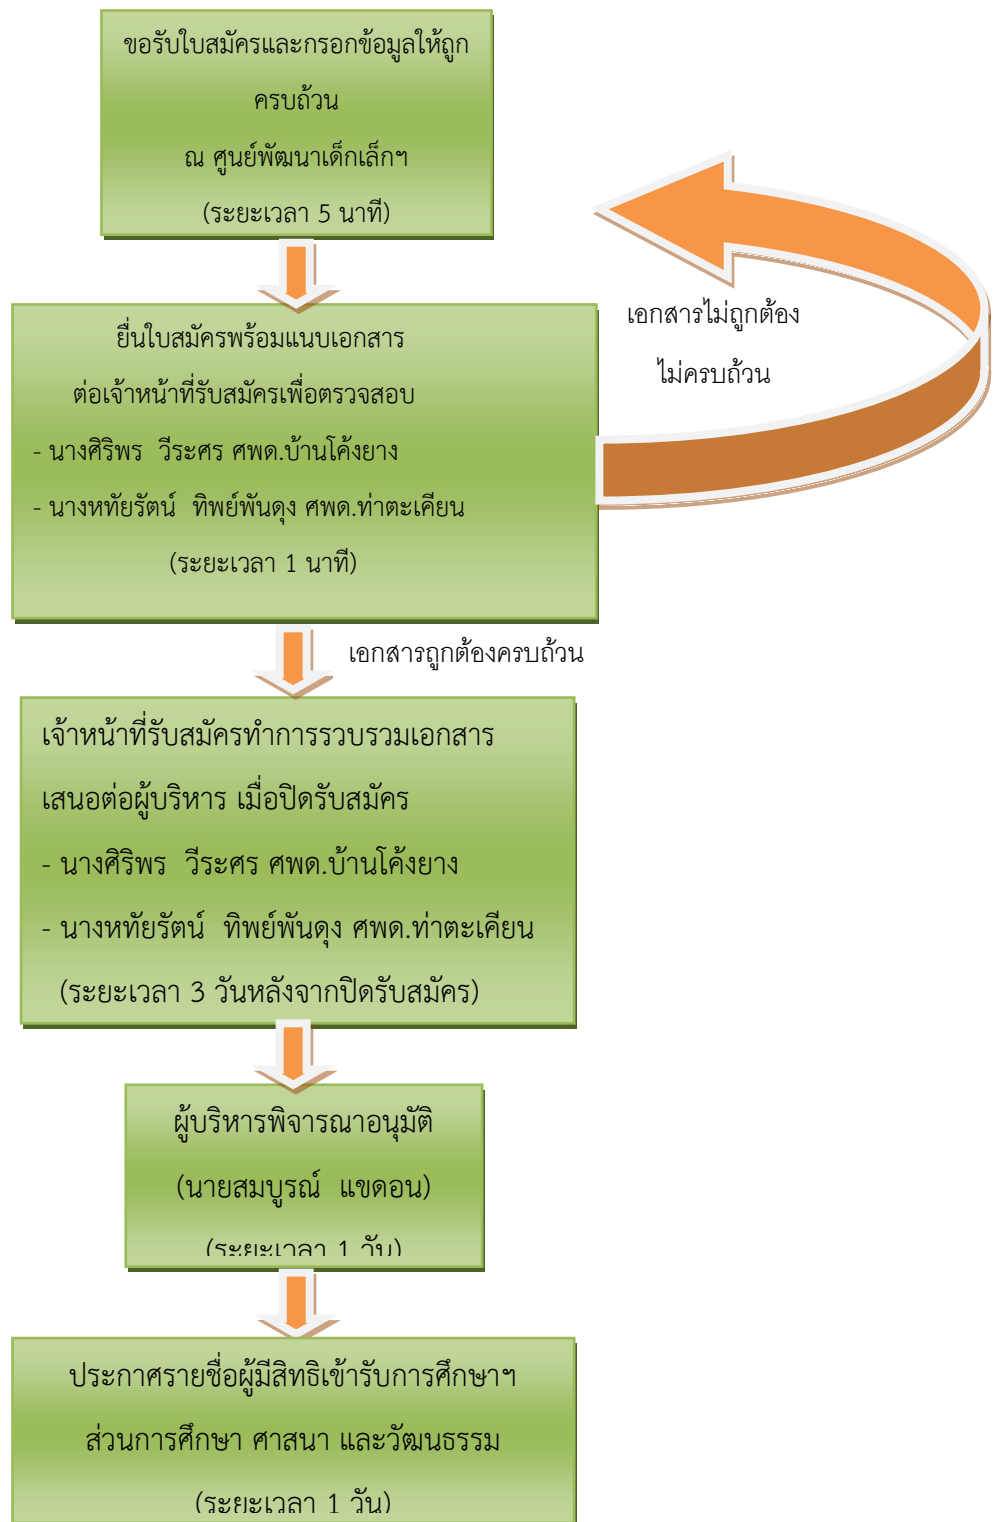 ขอรับใบสมัครและกรอกข้อมูลให้ถูก
ครบถ้วน
ณ ศูนย์พัฒนาเด็กเล็กฯ
(ระยะเวลา 5 นาที)
เอกสารไม่ถูกต้อง
ไม่ครบถ้วน
ยื่นใบสมัครพร้อมแนบเอกสาร
ต่อเจ้าหน้าที่รับสมัครเพื่อตรวจสอบ
- นางศิริพร วีระศร ศพด.บ้านโค้งยาง
- นางหทัยรัตน์ ทิพย์พันดุง ศพด.ท่าตะเคียน
(ระยะเวลา 1 นาที)
เอกสารถูกต้องครบถ้วน
เจ้าหน้าที่รับสมัครทำการรวบรวมเอกสาร
เสนอต่อผู้บริหาร เมื่อปิดรับสมัคร
- นางศิริพร วีระศร ศพด.บ้านโค้งยาง
- นางหทัยรัตน์ ทิพย์พันดุง ศพด.ท่าตะเคียน
(ระยะเวลา 3 วันหลังจากปิดรับสมัคร)
ผู้บริหารพิจารณาอนุมัติ
(นายสมบูรณ์ แขดอน)
(ระยะเวลา 1 วัน)
ประกาศรายชื่อผู้มีสิทธิเข้ารับการศึกษาฯ
ส่วนการศึกษา ศาสนา และวัฒนธรรม
(ระยะเวลา 1 วัน)